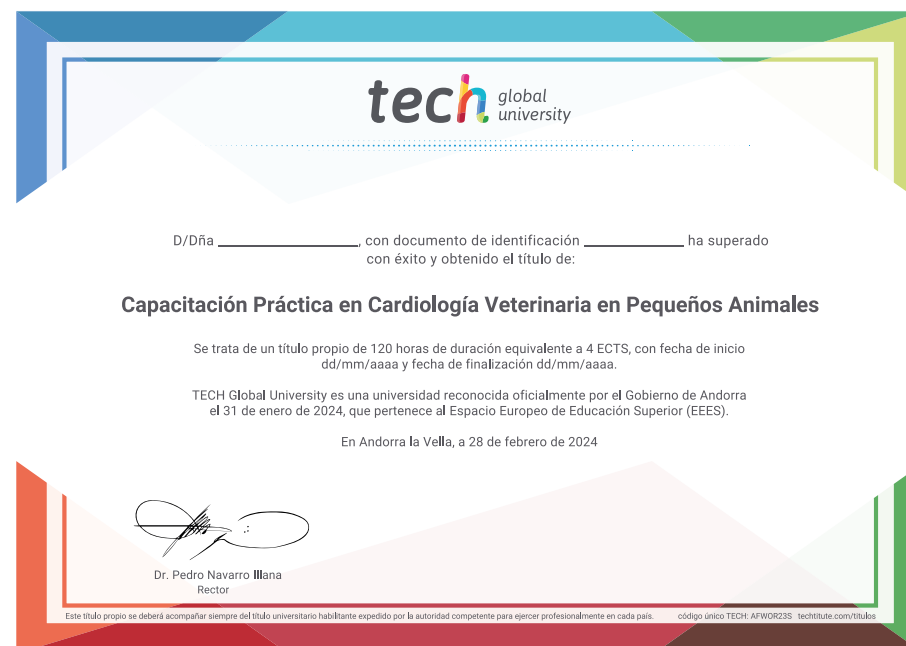 tech global university
D/Dña ____________________, con documento de identificación ______________ ha superado
con éxito y obtenido el título de:
Capacitación Práctica en Cardiología Veterinaria en Pequeños Animales
Se trata de un título propio de 120 horas de duración equivalente a 4 ECTS, con fecha de inicio
dd/mm/aaaa y fecha de finalización dd/mm/aaaa.
TECH Global University es una universidad reconocida oficialmente por el Gobierno de Andorra
el 31 de enero de 2024, que pertenece al Espacio Europeo de Educación Superior (EEES).
En Andorra la Vella, a 28 de febrero de 2024
Dr. Pedro Navarro Illana
Rector
Este título propio se deberá acompañar siempre del título universitario habilitante expedido por la autoridad competente para ejercer profesionalmente en cada país. código único TECH: AFWOR23S techtitute.com/titulos